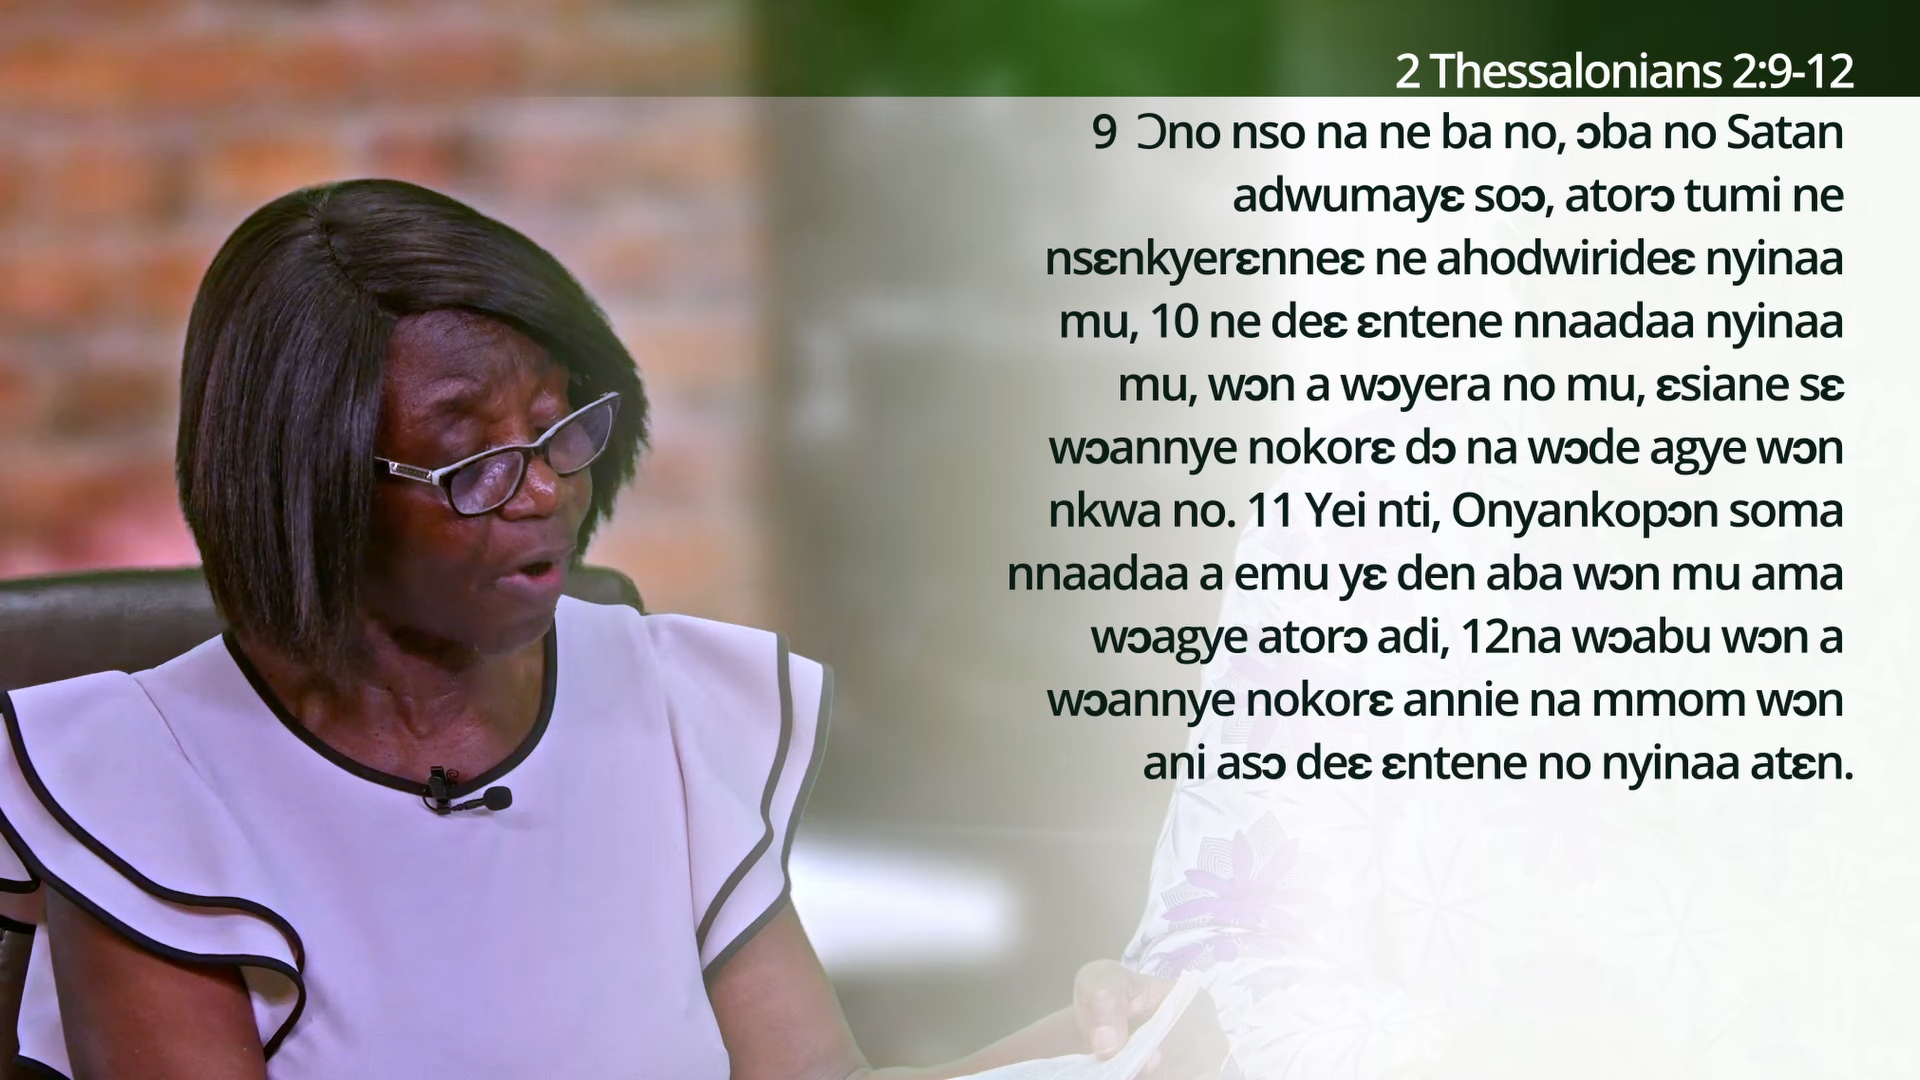 2 Thessalonians 2:9-12
9 Ɔno nso na ne ba no, ɔba no Satan
adwumayɛ soɔ, atorɔ tumi ne
nsɛnkyerɛnneɛ ne ahodwirideɛ nyinaa
mu, 10 ne deɛ ɛntene nnaadaa nyinaa
mu, wɔn a wɔyera no mu, ɛsiane sɛ
wɔannye nokorɛ dɔ na wɔde agye wɔn
nkwa no. 11 Yei nti, Onyankopɔn soma
nnaadaa a emu yɛ den aba wɔn mu ama
wɔagye atorɔ adi, 12na wɔabu wɔn a
wɔannye nokorɛ annie na mmom wɔn
ani asɔ deɛ ɛntene no nyinaa atɛn.